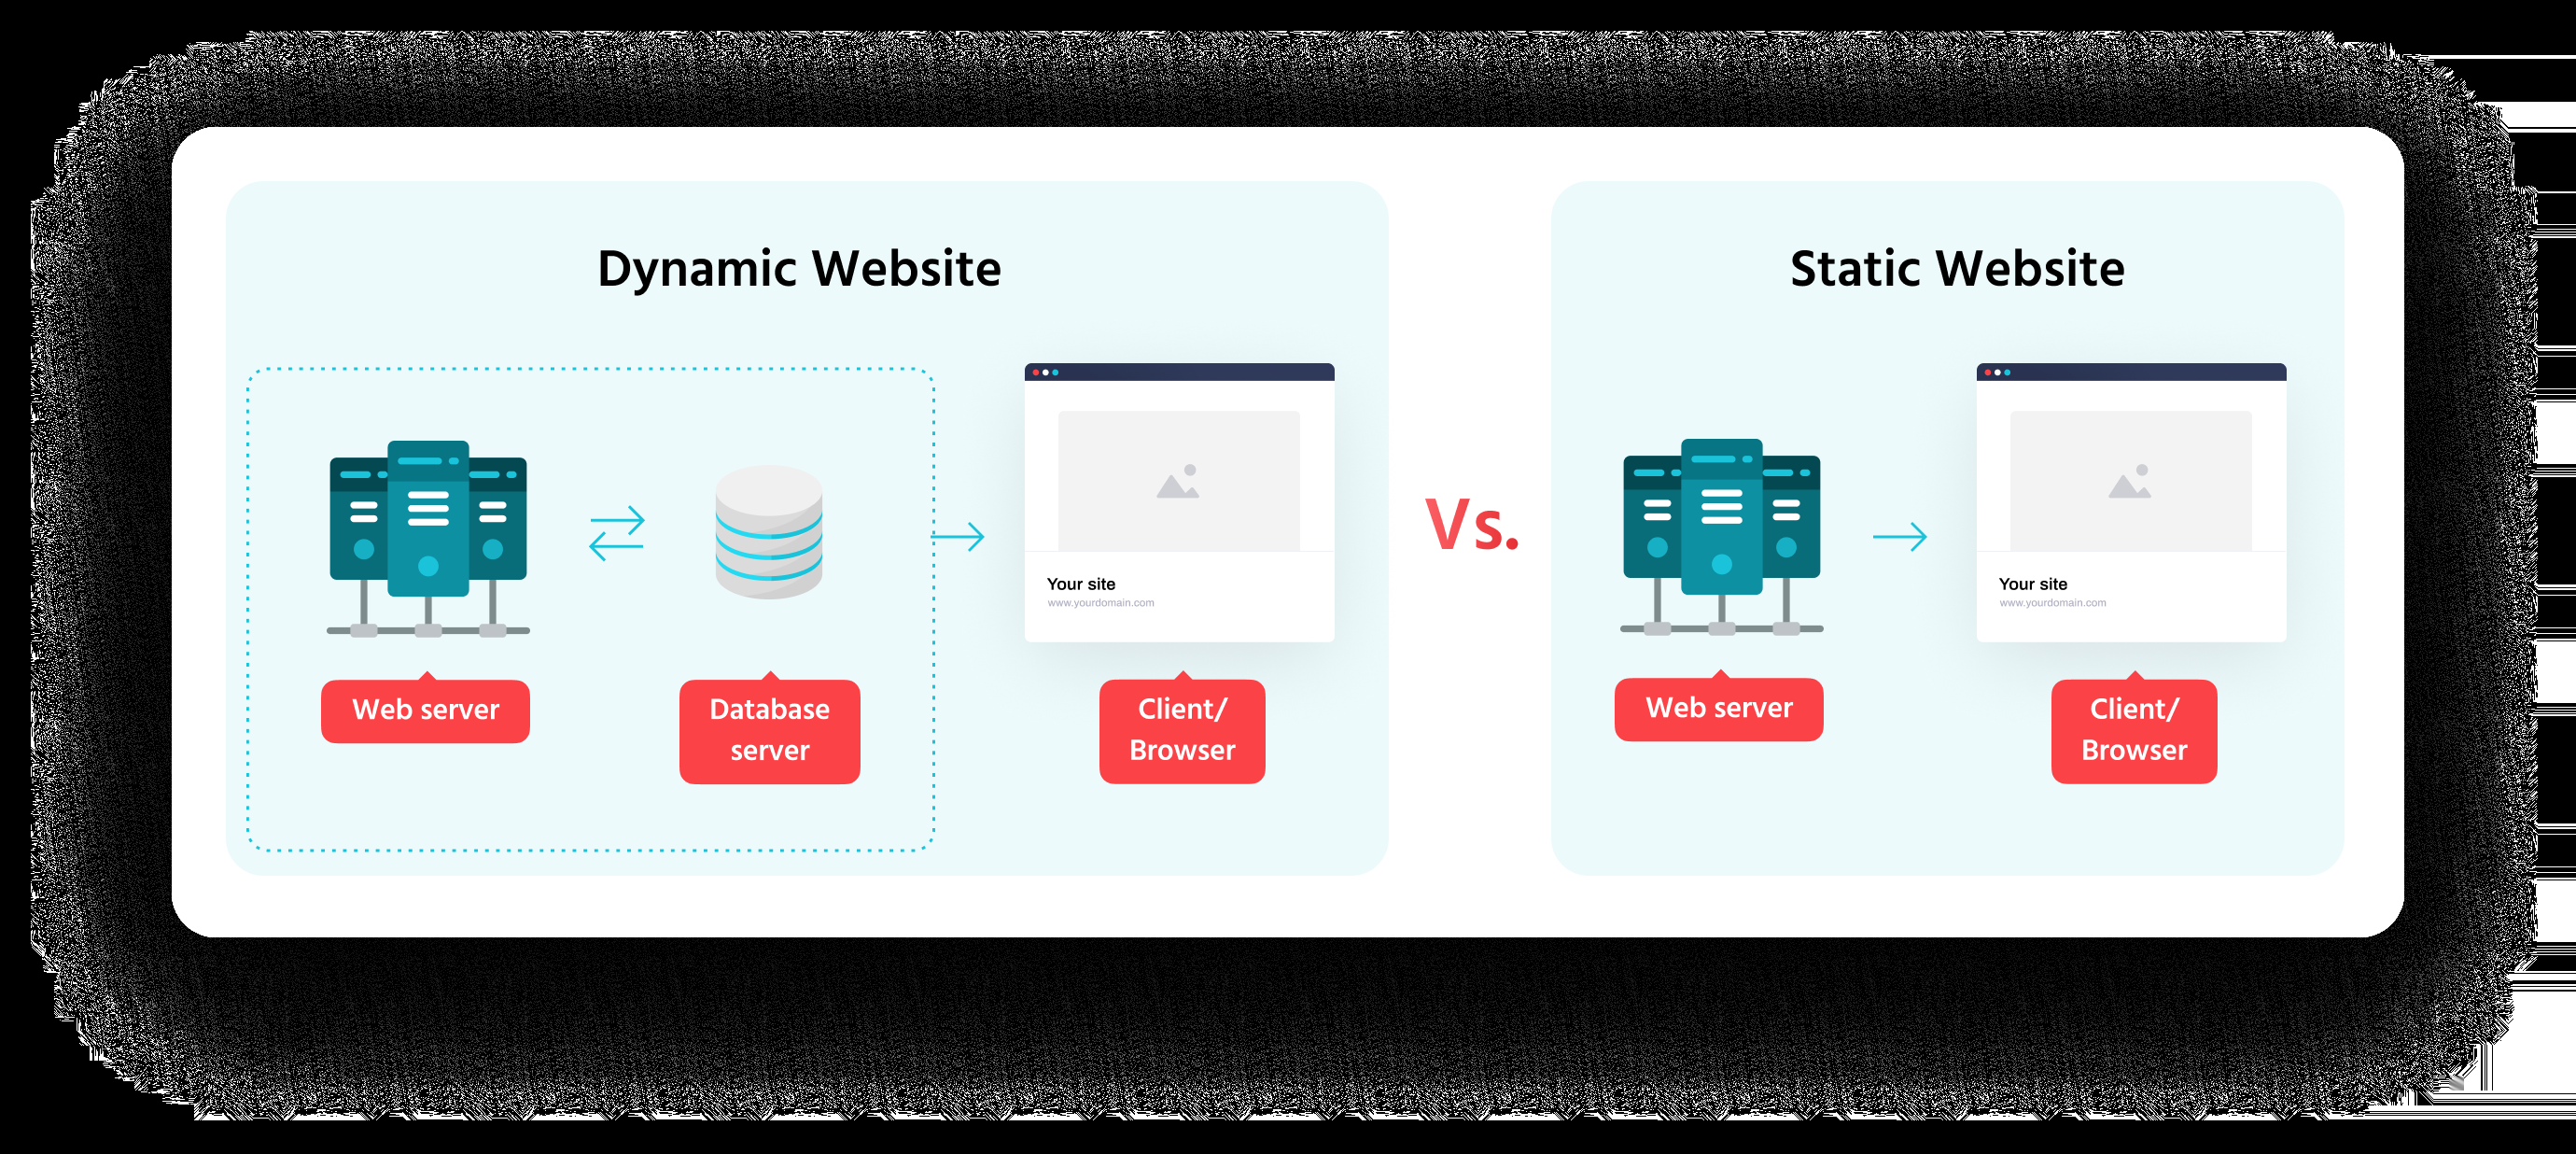 Dynamic Website
Your site
www.yourdomain.com
Web server
Database
server
Client/
Browser
Vs.
Static Website
Your site
www.yourdomain.com
Web server
Client/
Browser